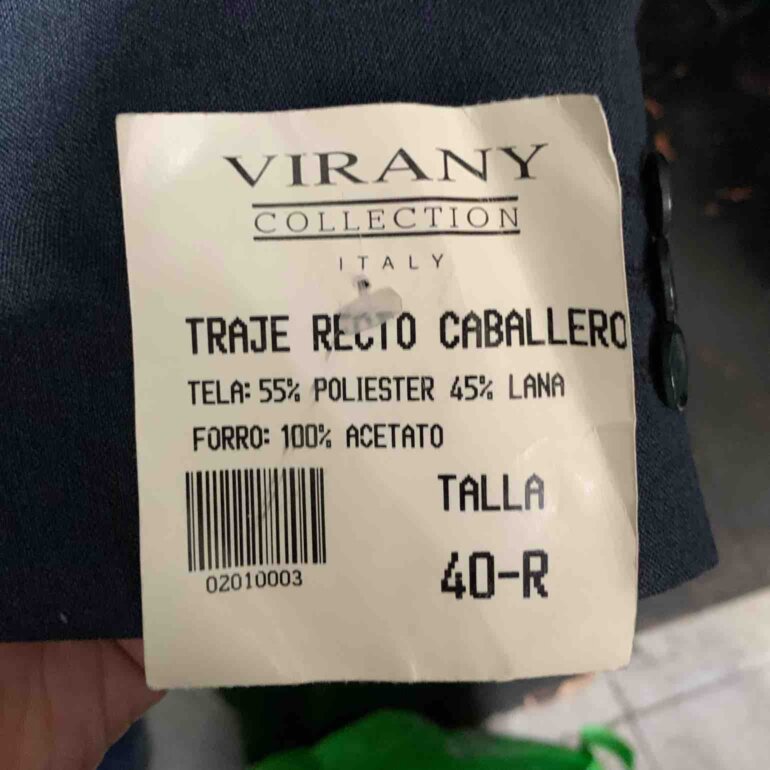 VIRANY
COLLECTION
ITALY
TRAJE RECTO CABALLERO
TELA: 55% POLIESTER 45% LANA
FORRO: 100% ACETATO
TALLA
40-R
02010003